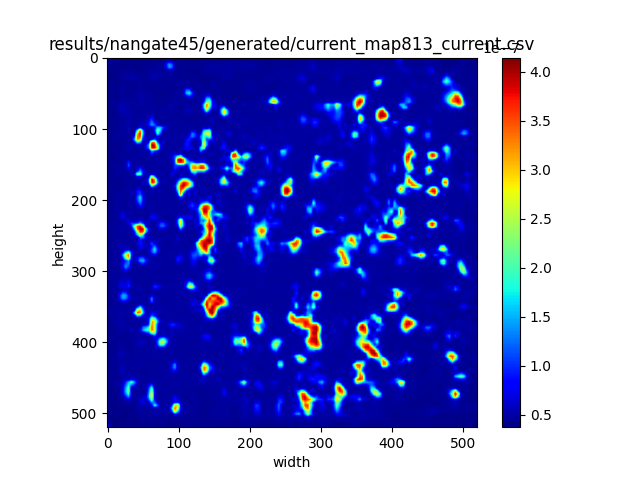 results/nangate45/generated/current_map813_current.csv
1e−7
0
100
200
300
400
500
height
0 100 200 300 400 500
width
4.0
3.5
3.0
2.5
2.0
1.5
1.0
0.5